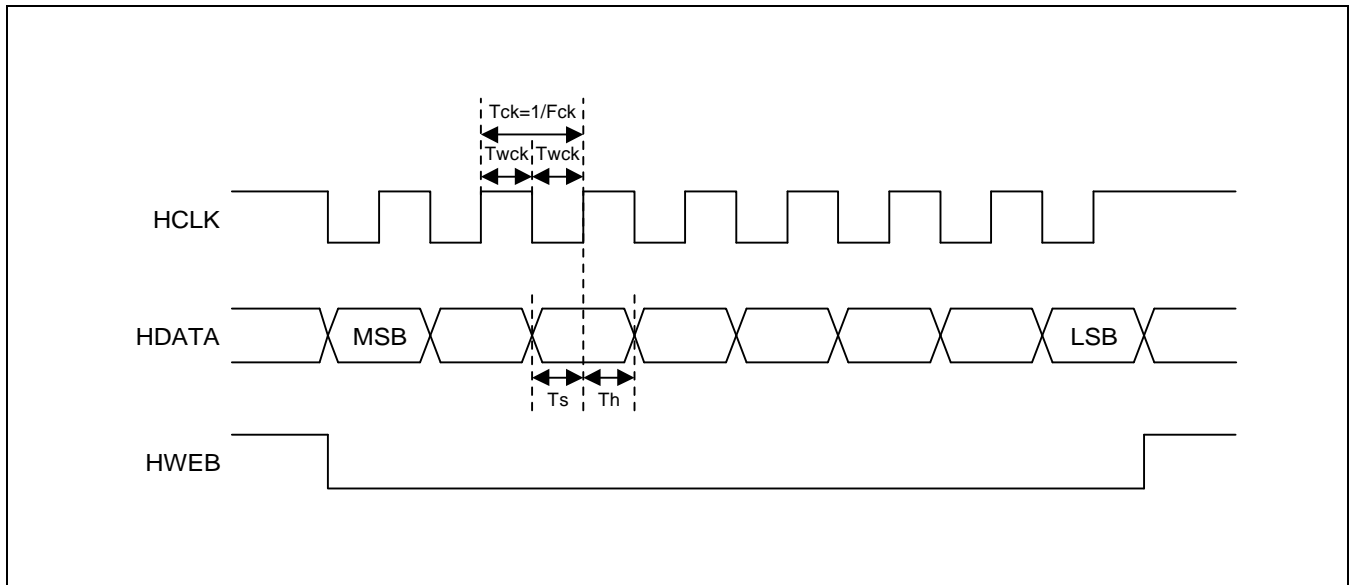 Tck=1/Fck
Twck Twck
HCLK
HDATA MSB LSB
Ts Th
HWEB